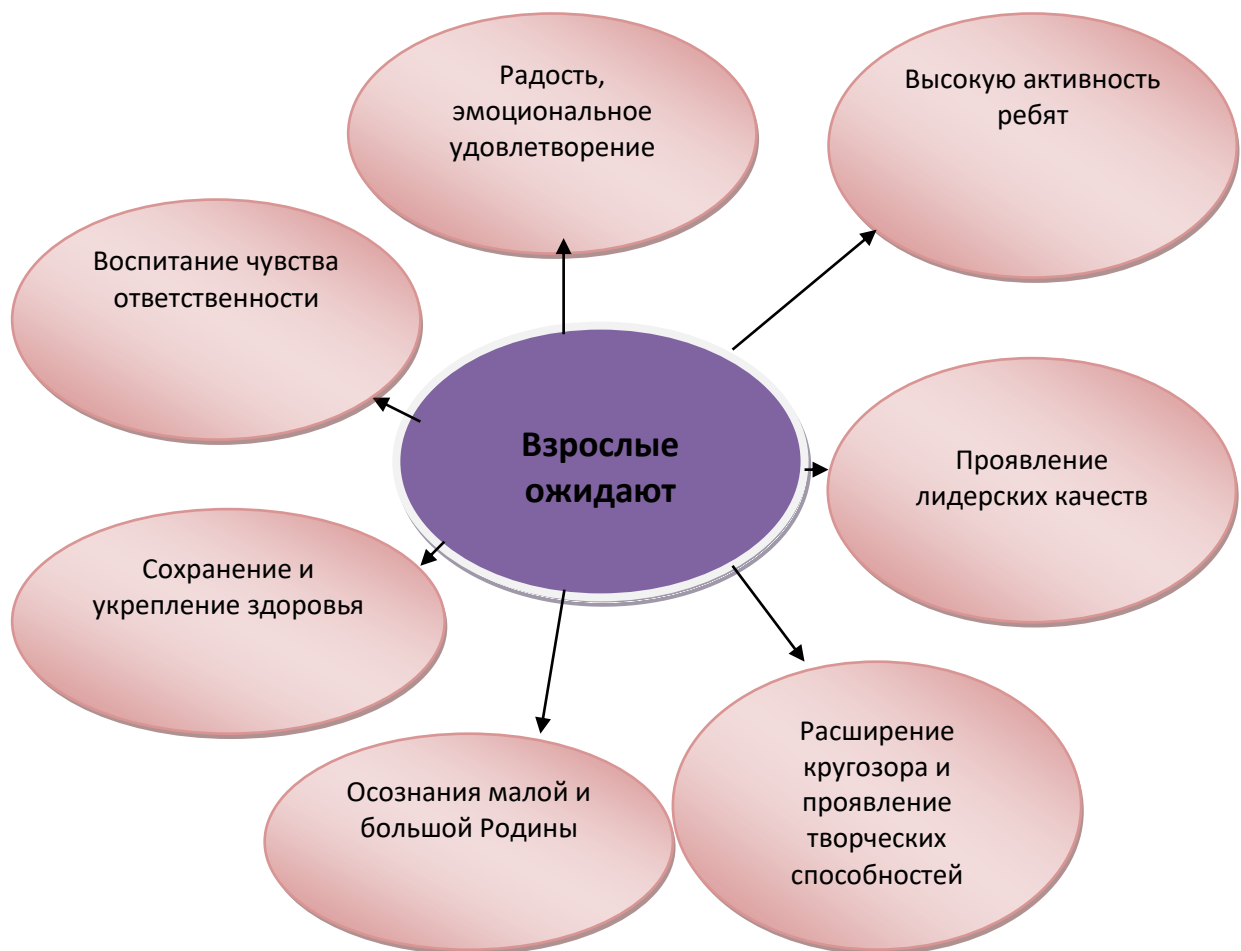 Радость,
эмоциональное
удовлетворение
Высокую активность
ребят
Воспитание чувства
ответственности
Взрослые
ожидают
Проявление
лидерских качеств
Сохранение и
укрепление здоровья
Расширение
кругозора и
проявление
творческих
способностей
Осознания малой и
большой Родины